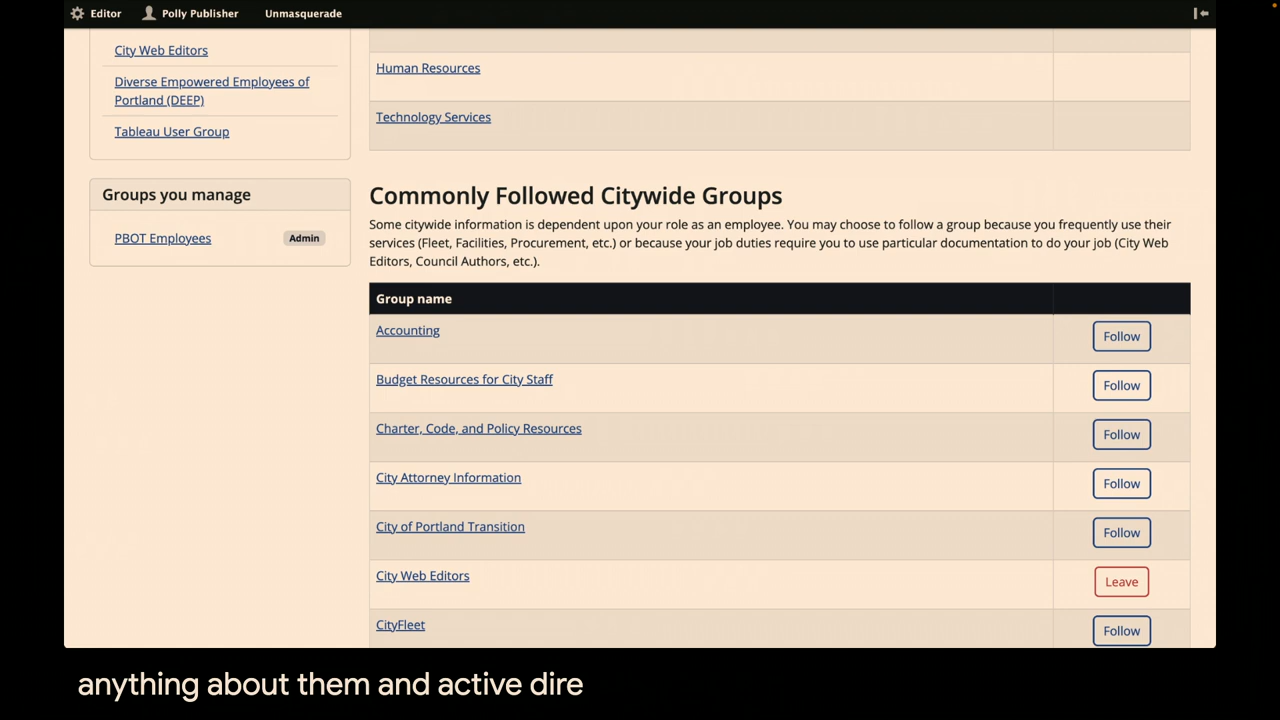 Editor Polly Publisher Unmasquerade
City Web Editors
Diverse Empowered Employees of
Portland (DEEP)
Tableau User Group
Groups you manage
PBOT Employees Admin
Human Resources
Technology Services
Commonly Followed Citywide Groups
Some citywide information is dependent upon your role as an employee. You may choose to follow a group because you frequently use their
services (Fleet, Facilities, Procurement, etc.) or because your job duties require you to use particular documentation to do your job (City Web
Editors, Council Authors, etc.).
Group name
Accounting Follow
Budget Resources for City Staff Follow
Charter, Code, and Policy Resources Follow
City Attorney Information Follow
City of Portland Transition Follow
City Web Editors Leave
CityFleet Follow
anything about them and active dire